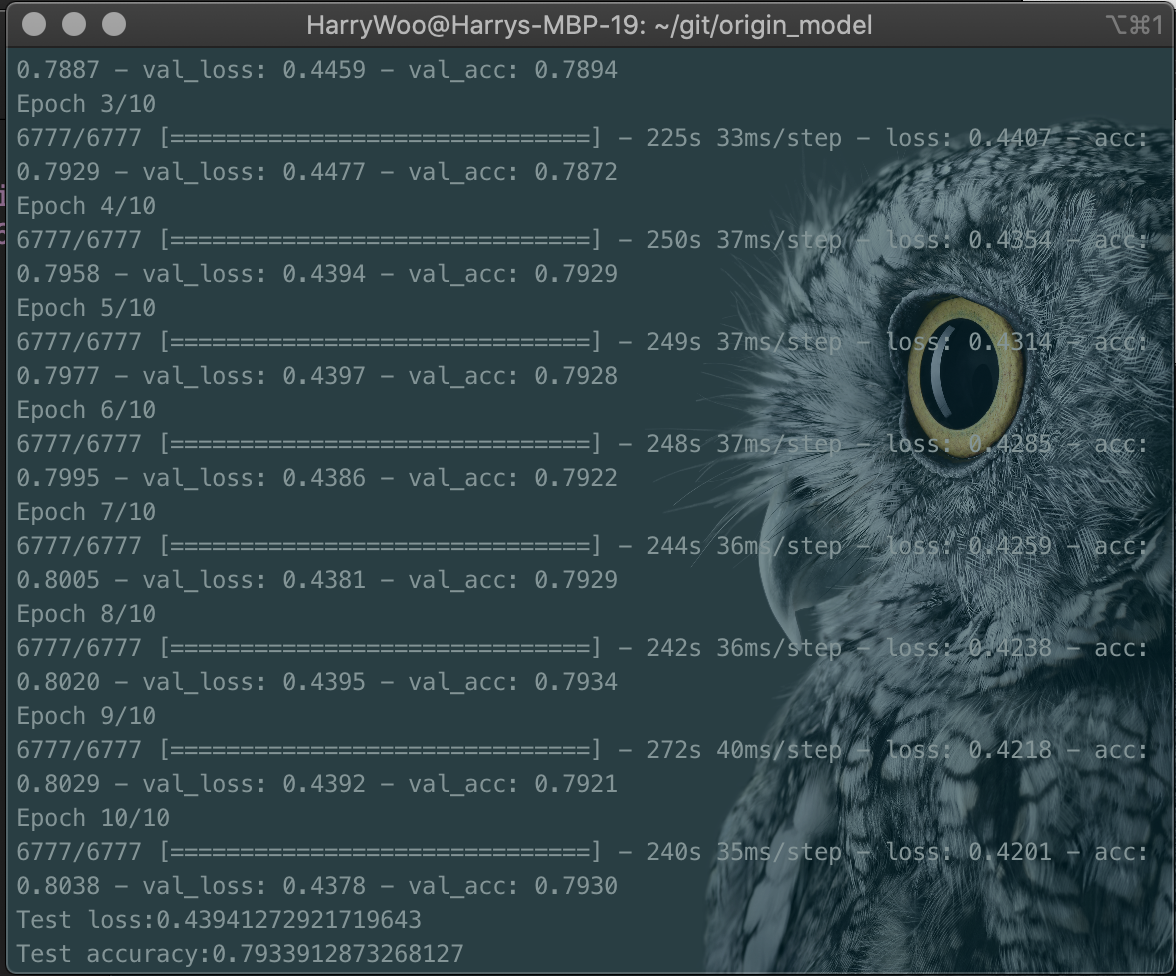 HarryWoo@Harrys-MBP-19: ~/git/origin_model
⌥⌘1
0.7887 - val_loss: 0.4459 - val_acc: 0.7894
Epoch 3/10
6777/6777 [==============================] - 225s 33ms/step - loss: 0.4407 - acc:
0.7929 - val_loss: 0.4477 - val_acc: 0.7872
Epoch 4/10
6777/6777 [==============================] - 250s 37ms/step - loss: 0.4354 - acc:
0.7958 - val_loss: 0.4394 - val_acc: 0.7929
Epoch 5/10
6777/6777 [==============================] - 249s 37ms/step - loss: 0.4314 - acc:
0.7977 - val_loss: 0.4397 - val_acc: 0.7928
Epoch 6/10
6777/6777 [==============================] - 248s 37ms/step - loss: 0.4285 - acc:
0.7995 - val_loss: 0.4386 - val_acc: 0.7922
Epoch 7/10
6777/6777 [==============================] - 244s 36ms/step - loss: 0.4259 - acc:
0.8005 - val_loss: 0.4381 - val_acc: 0.7929
Epoch 8/10
6777/6777 [==============================] - 242s 36ms/step - loss: 0.4238 - acc:
0.8020 - val_loss: 0.4395 - val_acc: 0.7934
Epoch 9/10
6777/6777 [==============================] - 272s 40ms/step - loss: 0.4218 - acc:
0.8029 - val_loss: 0.4392 - val_acc: 0.7921
Epoch 10/10
6777/6777 [==============================] - 240s 35ms/step - loss: 0.4201 - acc:
0.8038 - val_loss: 0.4378 - val_acc: 0.7930
Test loss:0.43941272921719643
Test accuracy:0.7933912873268127